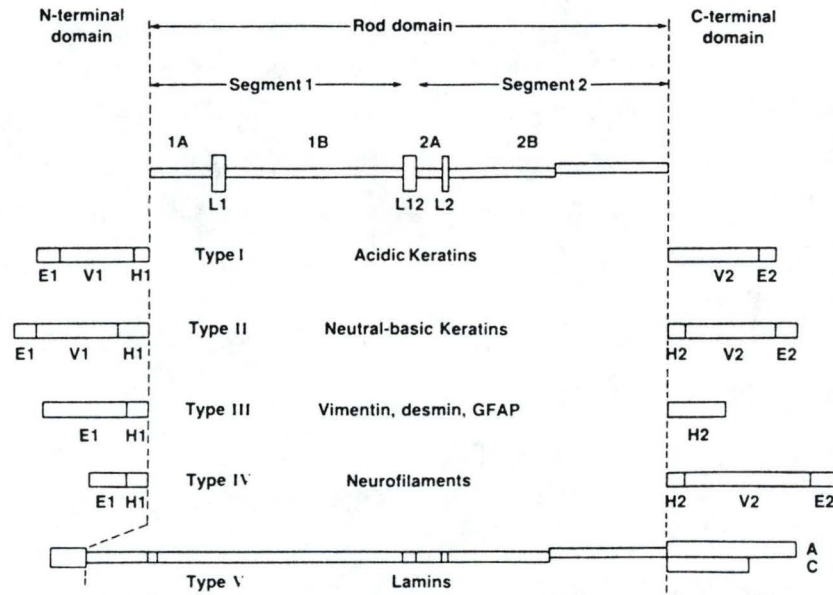 N-terminal domain
Rod domain
C-terminal domain
Segment 1
Segment 2
1A 1B 2A 2B
L1 L12 L2
Type I Acidic Keratins
E1 V1 H1 V2 E2
Type II Neutral-basic Keratins
E1 V1 H1 H2 V2 E2
Type III Vimentin, desmin, GFAP
E1 H1 H2
Type IV Neurofilaments
E1 H1 H2 V2 E2
A
C
Type V Lamins